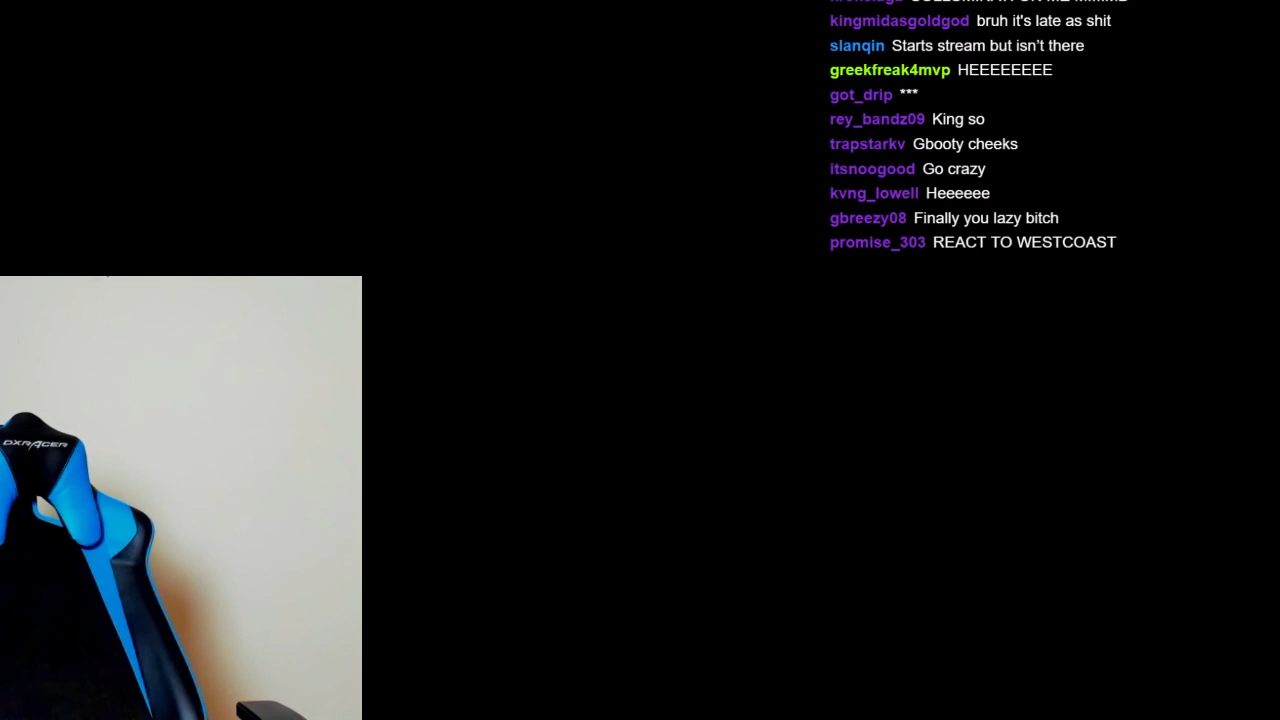 kingmidasgoldgod bruh it's late as shit
slanqin Starts stream but isn't there
greekfreak4mvp HEEEEEEEE
got_drip ***
rey_bandz09 King so
trapstarkv Gbooty cheeks
itsnoogood Go crazy
kvng_lowell Heeeeee
gbreezy08 Finally you lazy bitch
promise_303 REACT TO WESTCOAST
DXRACER